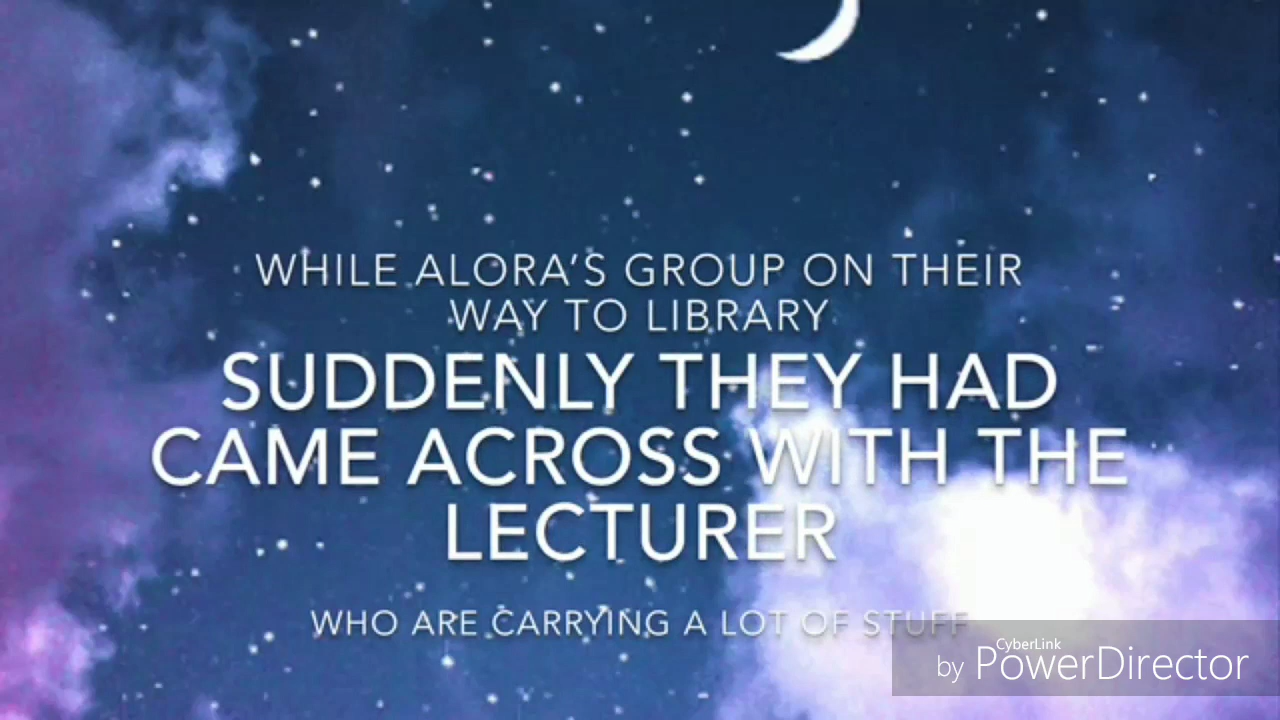 WHILE ALORA’S GROUP ON THEIR
WAY TO LIBRARY
SUDDENLY THEY HAD
CAME ACROSS WITH THE
LECTURER
WHO ARE CARRYING A LOT OF STUFF
CyberLink
by PowerDirector